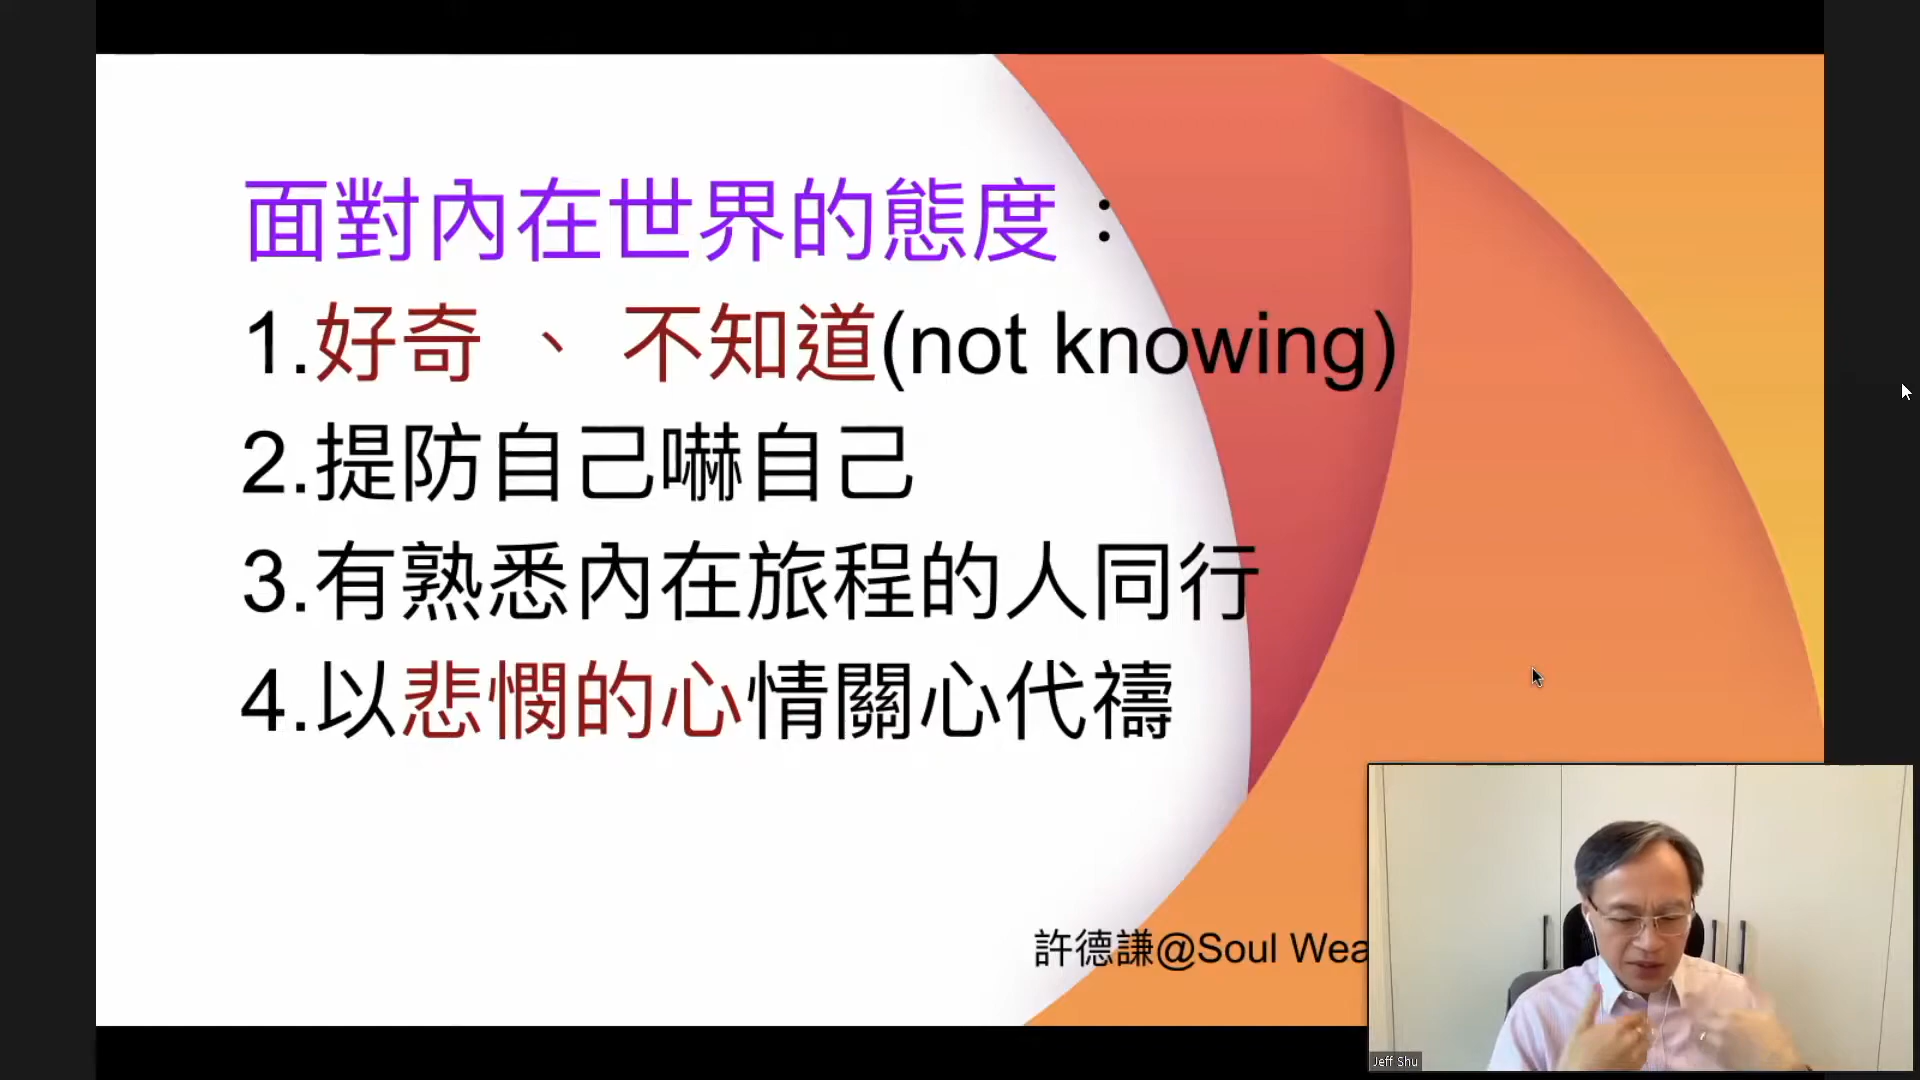 面對內在世界的態度：
1.好奇 、 不知道(not knowing)
2.提防自己嚇自己
3.有熟悉內在旅程的人同行
4.以悲憫的心情關心代禱
許德謙@Soul Wea
Jeff Shu